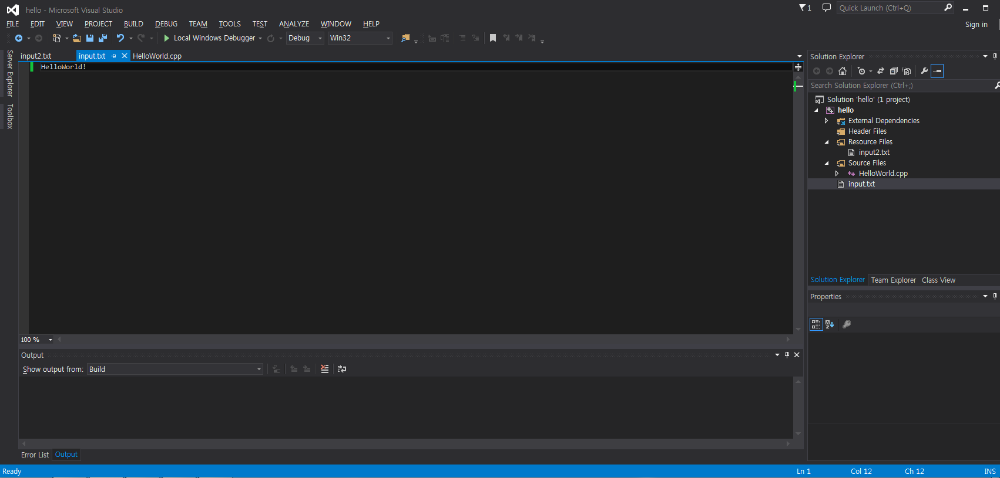 hello - Microsoft Visual Studio
1
Quick Launch (Ctrl+Q)
FILE EDIT VIEW PROJECT BUILD DEBUG TEAM TOOLS TEST ANALYZE WINDOW HELP
Sign in
Local Windows Debugger Debug Win32
Server Explorer
Toolbox
input2.txt input.txt HelloWorld.cpp
HelloWorld!
100 %
Output
Show output from: Build
Error List Output
Solution Explorer
Search Solution Explorer (Ctrl+;)
Solution 'hello' (1 project)
hello
External Dependencies
Header Files
Resource Files
input2.txt
Source Files
HelloWorld.cpp
input.txt
Solution Explorer Team Explorer Class View
Properties
Ready Ln 1 Col 12 Ch 12 INS